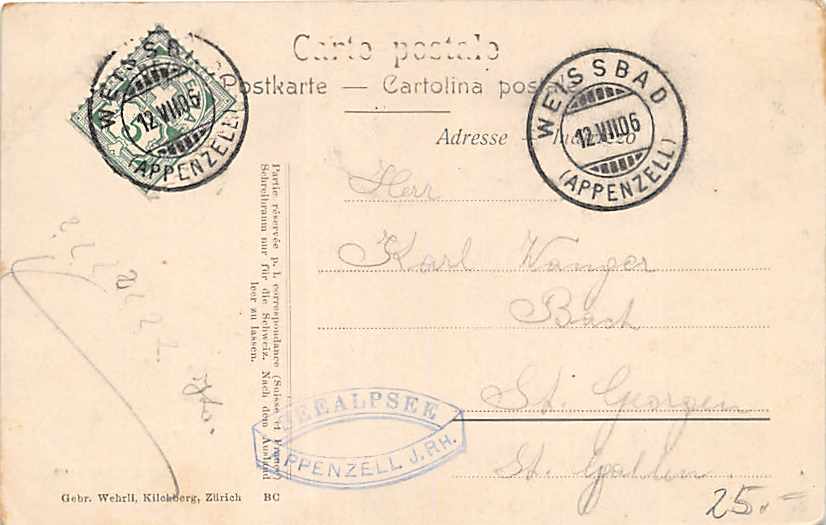 Carte postale
Postkarte — Cartolina postale
Adresse
WEISSBAD
12.VII.06
(APPENZELL)
WEISSBAD
12.VII.06
(APPENZELL)
Herr
Karl Wanger
Bach
St. Georgen
St. Gallen
Partie réservée p. l. correspondance (Suisse et France)
Schreibraum nur für die Schweiz. Nach dem Ausland
leer zu lassen.
SEEALPSEE
APPENZELL J. RH.
Gebr. Wehrli, Kilchberg, Zürich BC
25.-